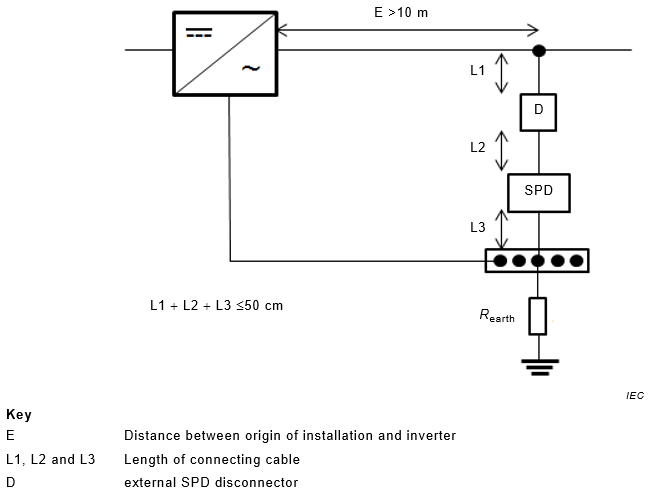 E >10 m
~
L1
D
L2
SPD
L3
L1 + L2 + L3 ≤50 cm
Rearth
IEC
Key
E Distance between origin of installation and inverter
L1, L2 and L3 Length of connecting cable
D external SPD disconnector